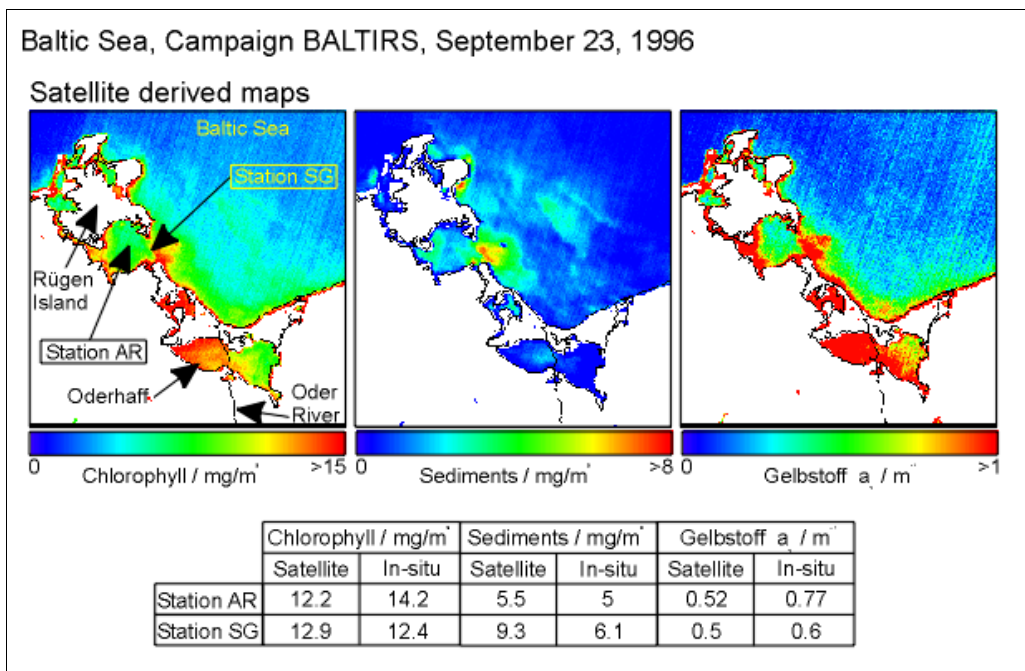 Baltic Sea, Campaign BALTIRS, September 23, 1996
Satellite derived maps
Baltic Sea
Station SG
Rügen
Island
Station AR
Oderhaff
Oder
River
0 >15
Chlorophyll / mg/m
0 >8
Sediments / mg/m
0 >1
Gelbstoff a / m
Chlorophyll / mg/m Sediments / mg/m Gelbstoff a / m
Satellite In-situ Satellite In-situ Satellite In-situ
Station AR 12.2 14.2 5.5 5 0.52 0.77
Station SG 12.9 12.4 9.3 6.1 0.5 0.6